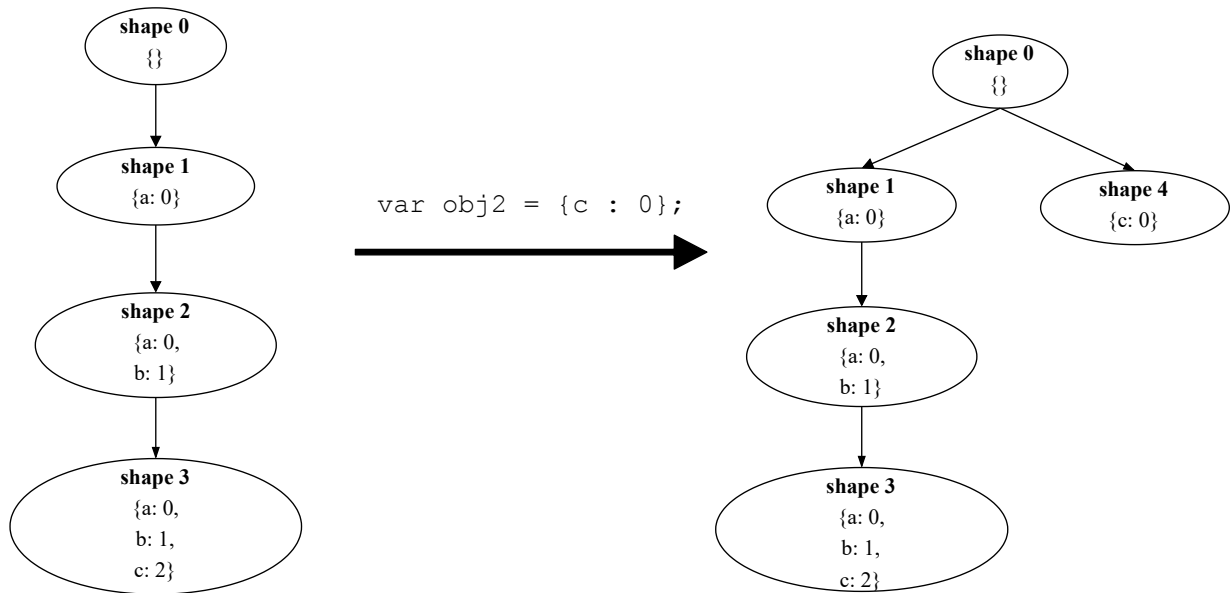 shape 0
{}
shape 1
{a: 0}
shape 2
{a: 0,
b: 1}
shape 3
{a: 0,
b: 1,
c: 2}
var obj2 = {c : 0};
shape 0
{}
shape 1
{a: 0}
shape 4
{c: 0}
shape 2
{a: 0,
b: 1}
shape 3
{a: 0,
b: 1,
c: 2}